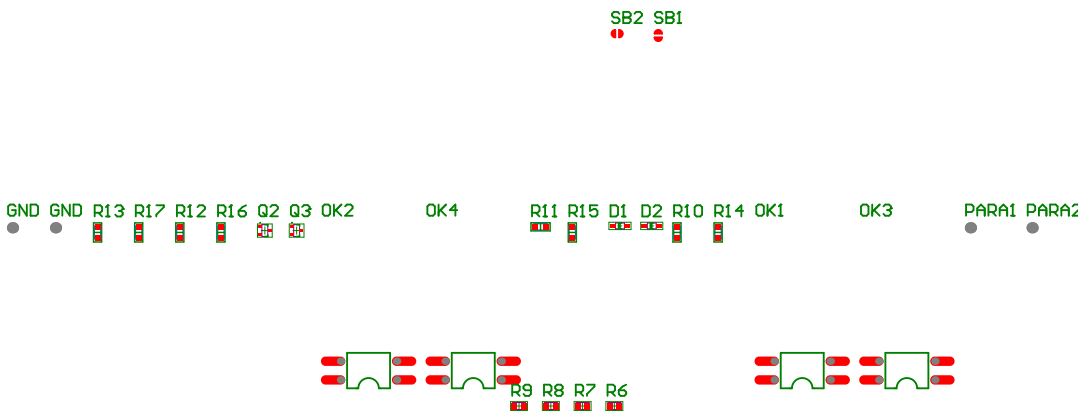 SB2 SB1
GND GND R13 R17 R12 R16 Q2 Q3 OK2 OK4 R11 R15 D1 D2 R10 R14 OK1 OK3 PARA1 PARA2
R9 R8 R7 R6